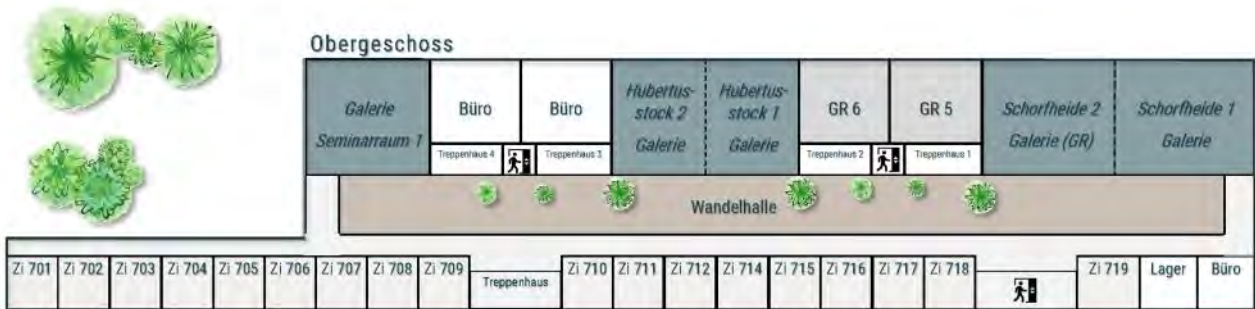 Obergeschoss
Galerie
Seminarraum 1
Büro
Büro
Hubertus-
stock 2
Galerie
Hubertus-
stock 1
Galerie
GR 6
GR 5
Schorfheide 2
Galerie (GR)
Schorfheide 1
Galerie
Treppenhaus 4
Treppenhaus 3
Treppenhaus 2
Treppenhaus 1
Wandelhalle
Zi 701
Zi 702
Zi 703
Zi 704
Zi 705
Zi 706
Zi 707
Zi 708
Zi 709
Treppenhaus
Zi 710
Zi 711
Zi 712
Zi 714
Zi 715
Zi 716
Zi 717
Zi 718
Zi 719
Lager
Büro